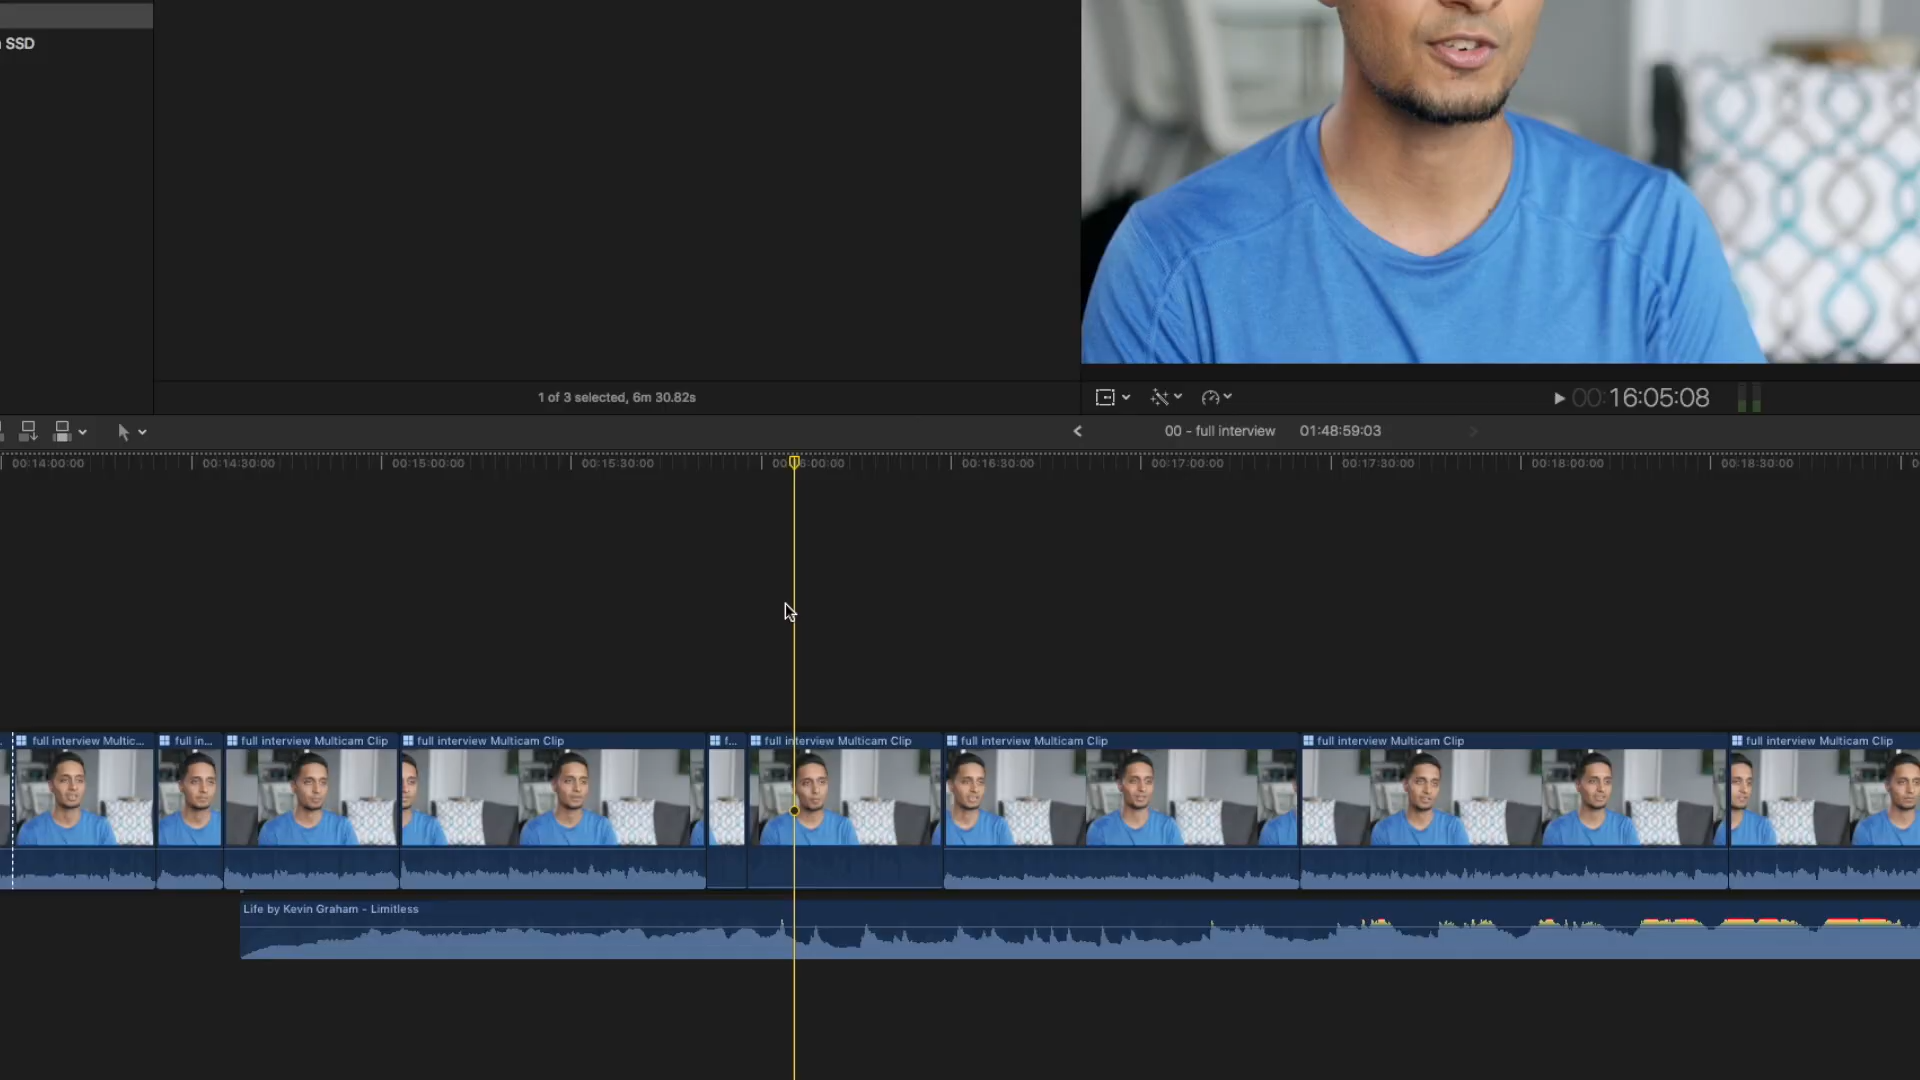 SSD
1 of 3 selected, 6m 30.82s
00:16:05:08
00 - full interview 01:48:59:03
00:14:00:00 00:14:30:00 00:15:00:00 00:15:30:00 00:16:30:00 00:17:00:00 00:17:30:00 00:18:00:00 00:18:30:00
full interview Multic... full in... full interview Multicam Clip full interview Multicam Clip f... full interview Multicam Clip full interview Multicam Clip full interview Multicam Clip full interview Multicam Clip
Life by Kevin Graham - Limitless